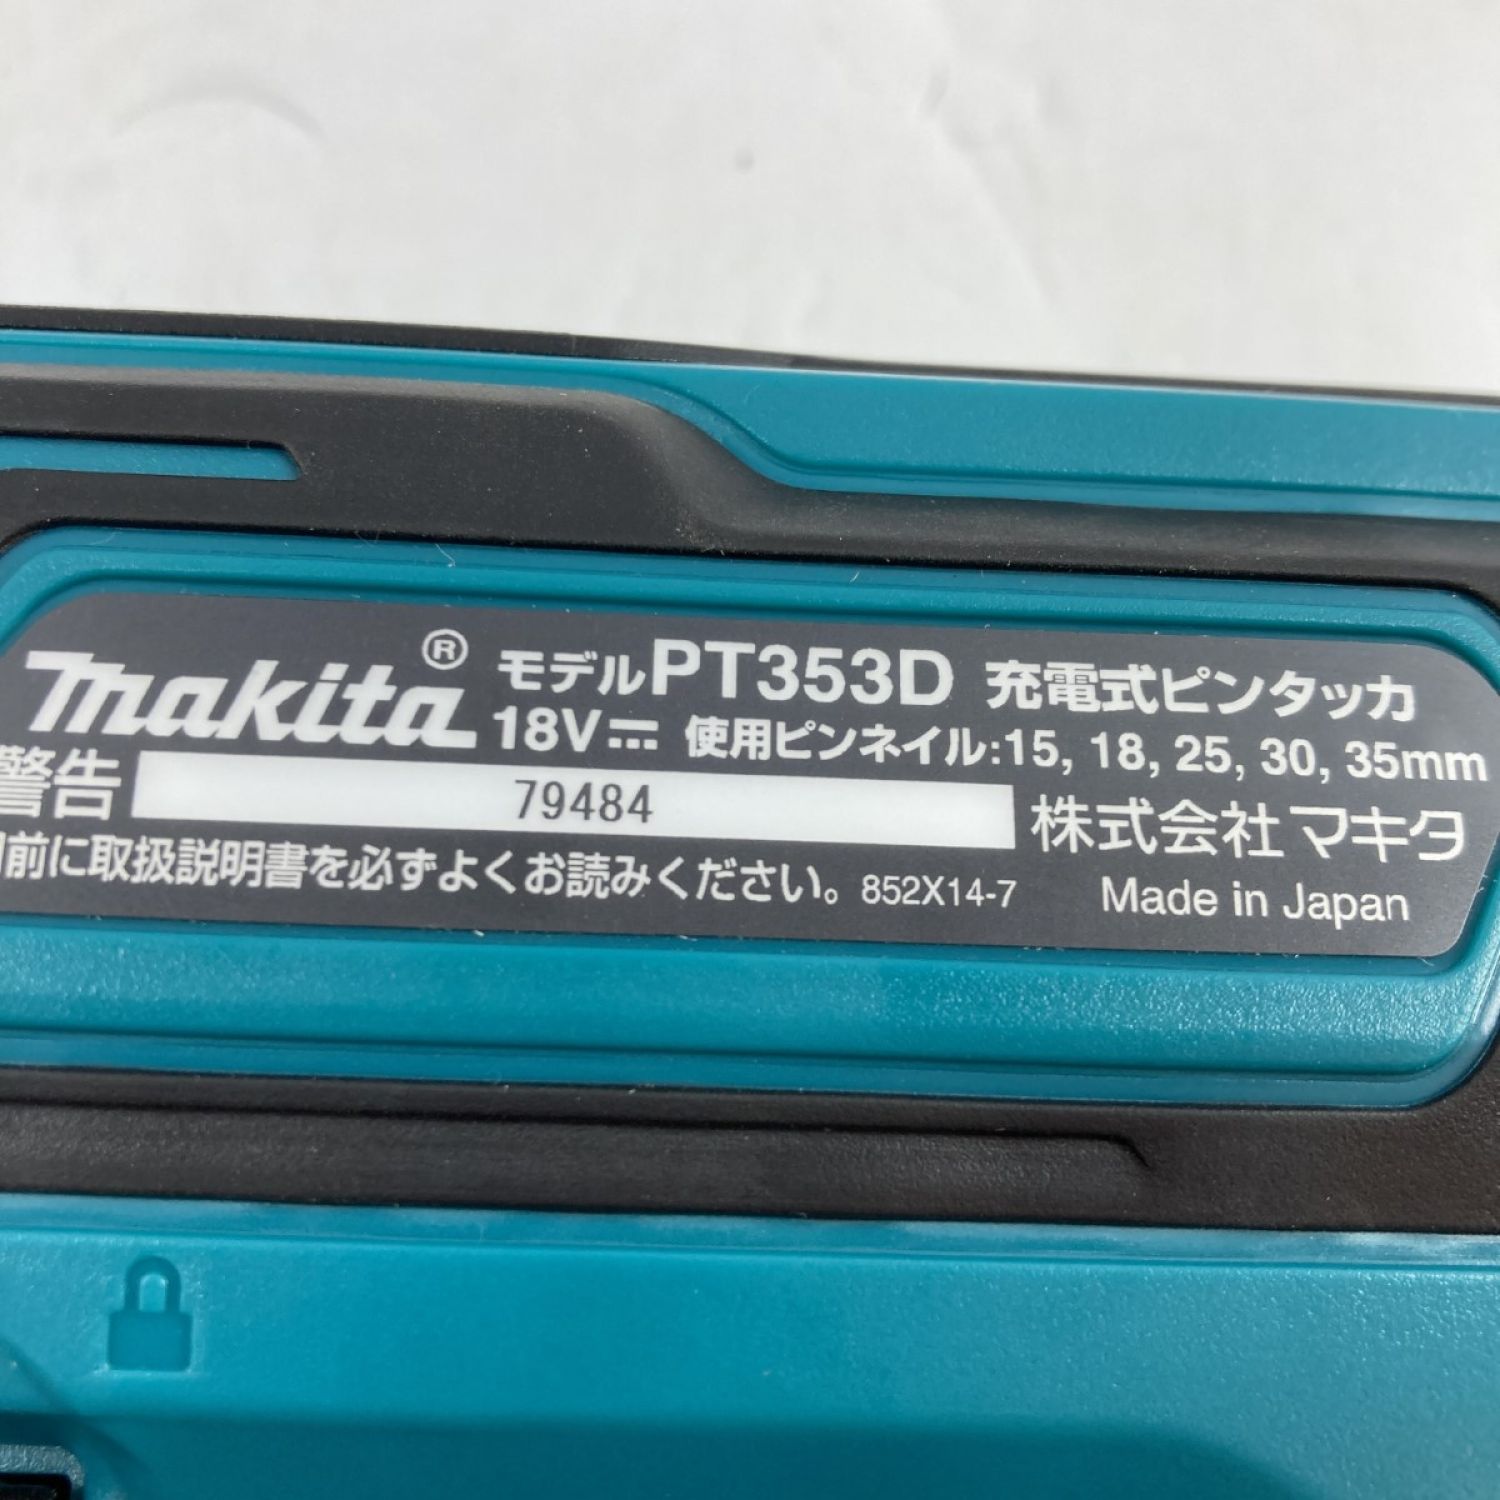 makita® モデルPT353D 充電式ピンタッカ
18V⎓ 使用ピンネイル:15, 18, 25, 30, 35mm
警告 79484 株式会社マキタ
前に取扱説明書を必ずよくお読みください。 852X14-7 Made in Japan